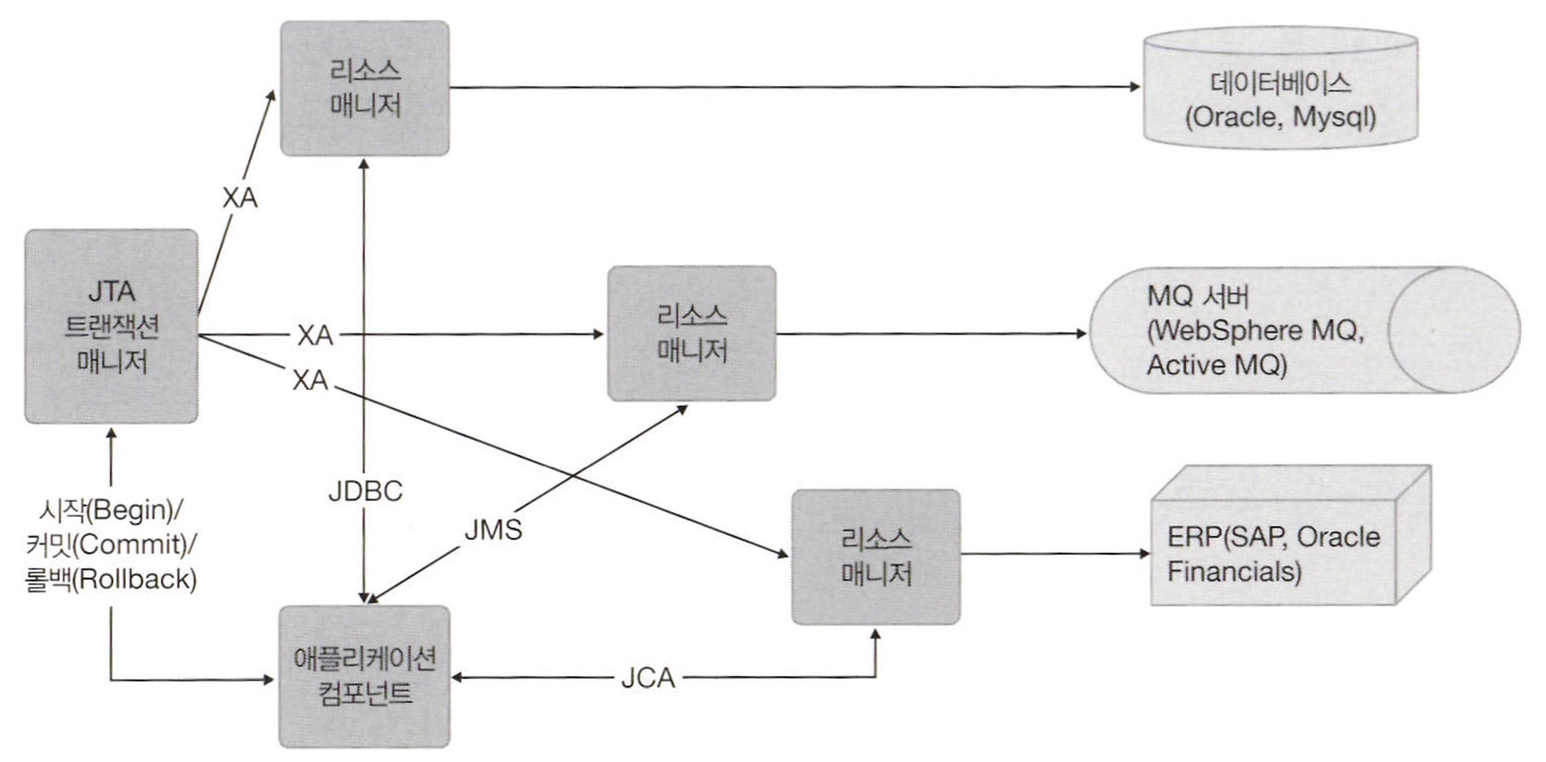 리소스
매니저
데이터베이스
(Oracle, Mysql)
XA
JTA
트랜잭션
매니저
XA
리소스
매니저
MQ 서버
(WebSphere MQ,
Active MQ)
XA
시작(Begin)/
커밋(Commit)/
롤백(Rollback)
JDBC
JMS
리소스
매니저
ERP(SAP, Oracle
Financials)
애플리케이션
컴포넌트
JCA